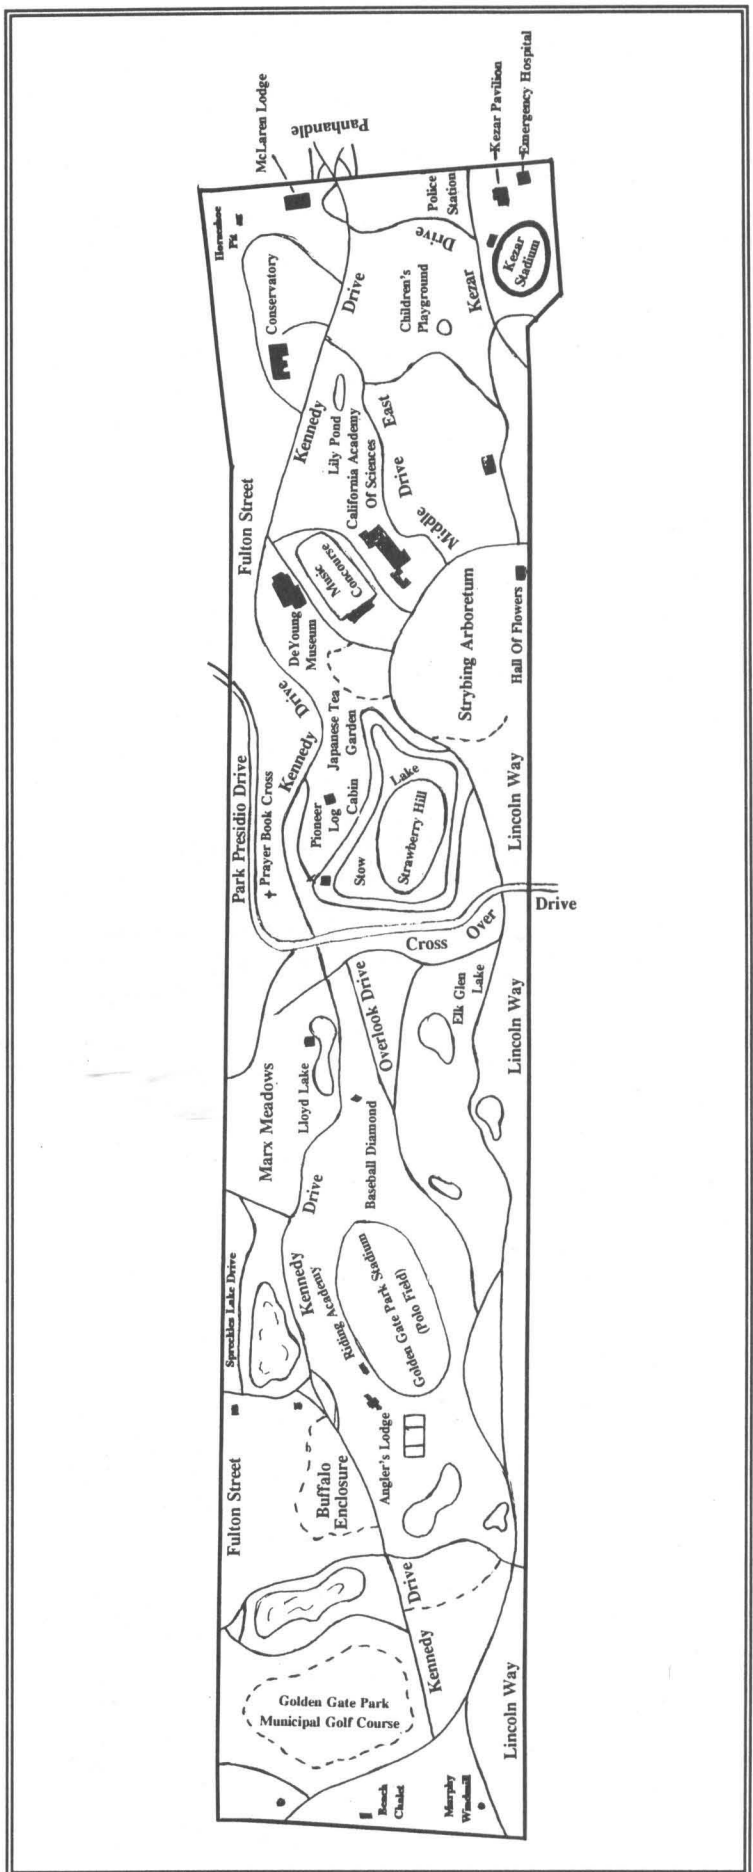 McLaren Lodge
Panhandle
Kezar Pavilion
Emergency Hospital
Horseshoe
Pit
Police
Station
Conservatory
Drive
Kezar
Stadium
Drive
Children's
Playground
Kezar
Kennedy
Lily Pond
California Academy
Of Sciences
East
Drive
Middle
Fulton Street
Music
Concourse
DeYoung
Museum
Strybing Arboretum
Hall Of Flowers
Drive
Kennedy
Japanese Tea
Garden
Park Presidio Drive
Prayer Book Cross
Pioneer
Log
Cabin
Stow
Lake
Strawberry Hill
Lincoln Way
Cross
Over
Drive
Marx Meadows
Lloyd Lake
Overlook Drive
Elk Glen
Lake
Lincoln Way
Baseball Diamond
Drive
Kennedy
Spreckles Lake Drive
Riding Academy
Golden Gate Park Stadium
(Polo Field)
Fulton Street
Buffalo
Enclosure
Angler's Lodge
Drive
Kennedy
Golden Gate Park
Municipal Golf Course
Lincoln Way
Beach
Chalet
Murphy
Windmill